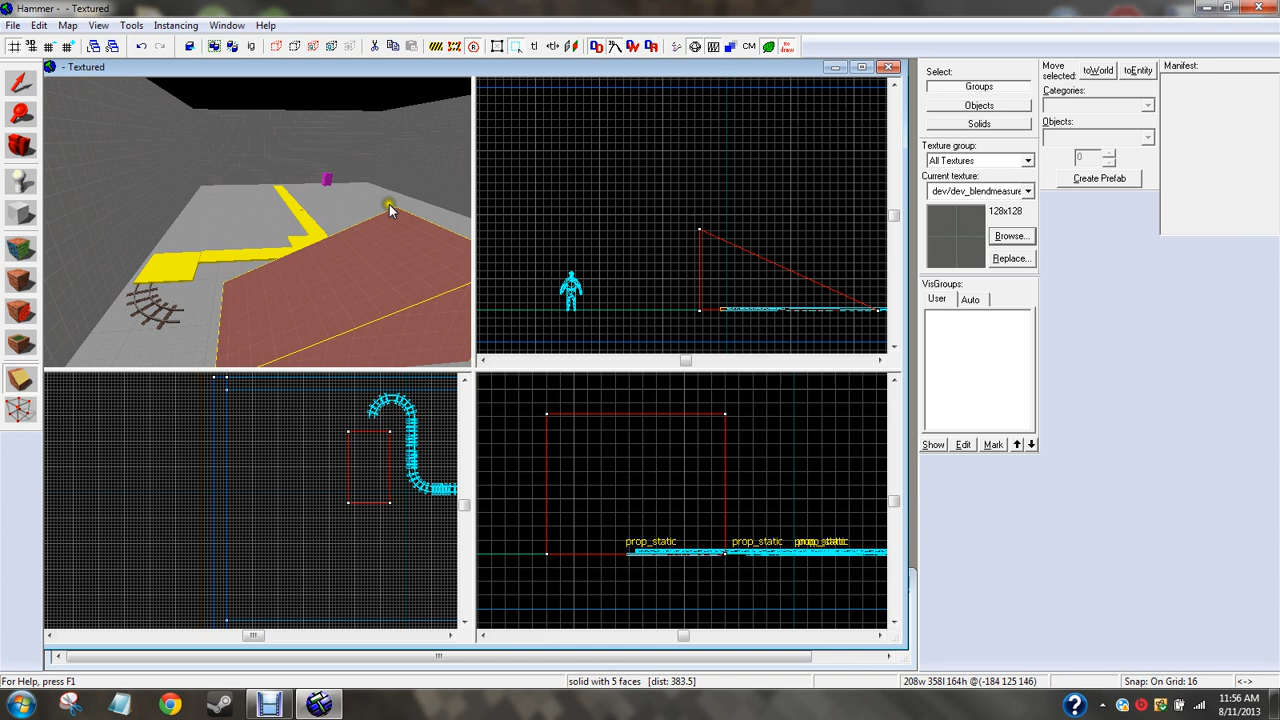 Hammer - - Textured
File Edit Map View Tools Instancing Window Help
CM
- Textured
prop_static prop_static
Select:
Groups
Objects
Solids
Texture group:
All Textures
Current texture:
dev/dev_blendmeasure
128x128
Browse...
Replace...
VisGroups:
User Auto
Show Edit Mark
Move selected: toWorld toEntity
Categories:
Objects:
0
Create Prefab
Manifest:
For Help, press F1 solid with 5 faces [dist: 383.5] 208w 358l 164h @(-184 125 146) Snap: On Grid: 16 <->
11:56 AM
8/11/2013